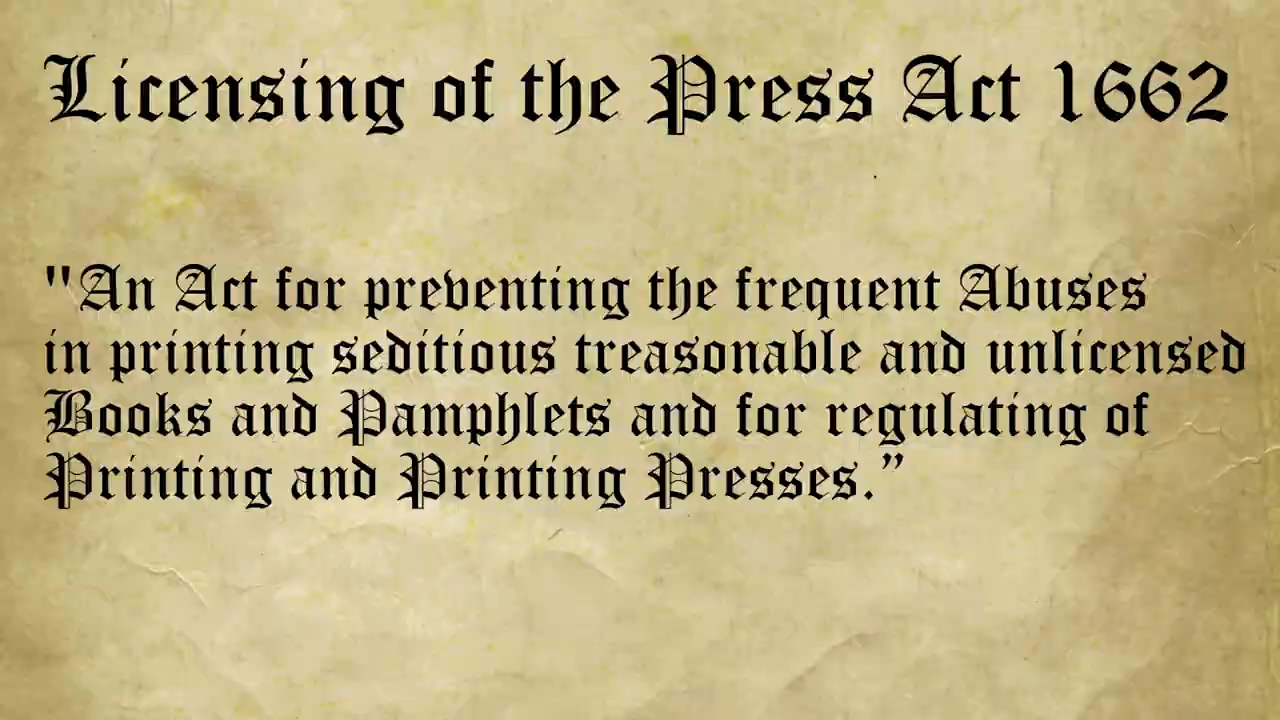 Licensing of the Press Act 1662
"An Act for preventing the frequent Abuses
in printing seditious treasonable and unlicensed
Books and Pamphlets and for regulating of
Printing and Printing Presses.”